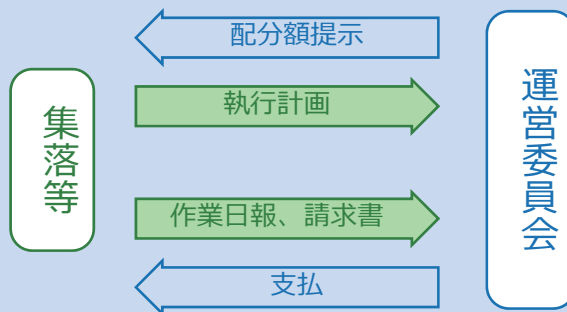 配分額提示
執行計画
集落等
運営委員会
作業日報、請求書
支払